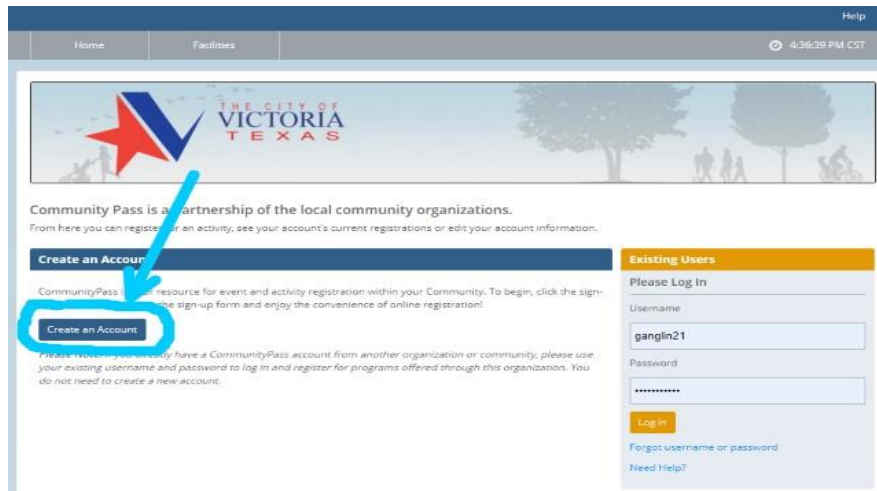 Help
Home Facilities 4:36:39 PM CST
THE CITY OF
VICTORIA
TEXAS
Community Pass is a partnership of the local community organizations.
From here you can register for an activity, see your account's current registrations or edit your account information.
Create an Account
CommunityPass is resource for event and activity registration within your Community. To begin, click the sign-
the sign-up form and enjoy the convenience of online registration!
Create an Account
Please Note: If you already have a CommunityPass account from another organization or community, please use
your existing username and password to log in and register for programs offered through this organization. You
do not need to create a new account.
Existing Users
Please Log In
Username
ganglin21
Password
•••••••••••
Log In
Forgot username or password
Need Help?